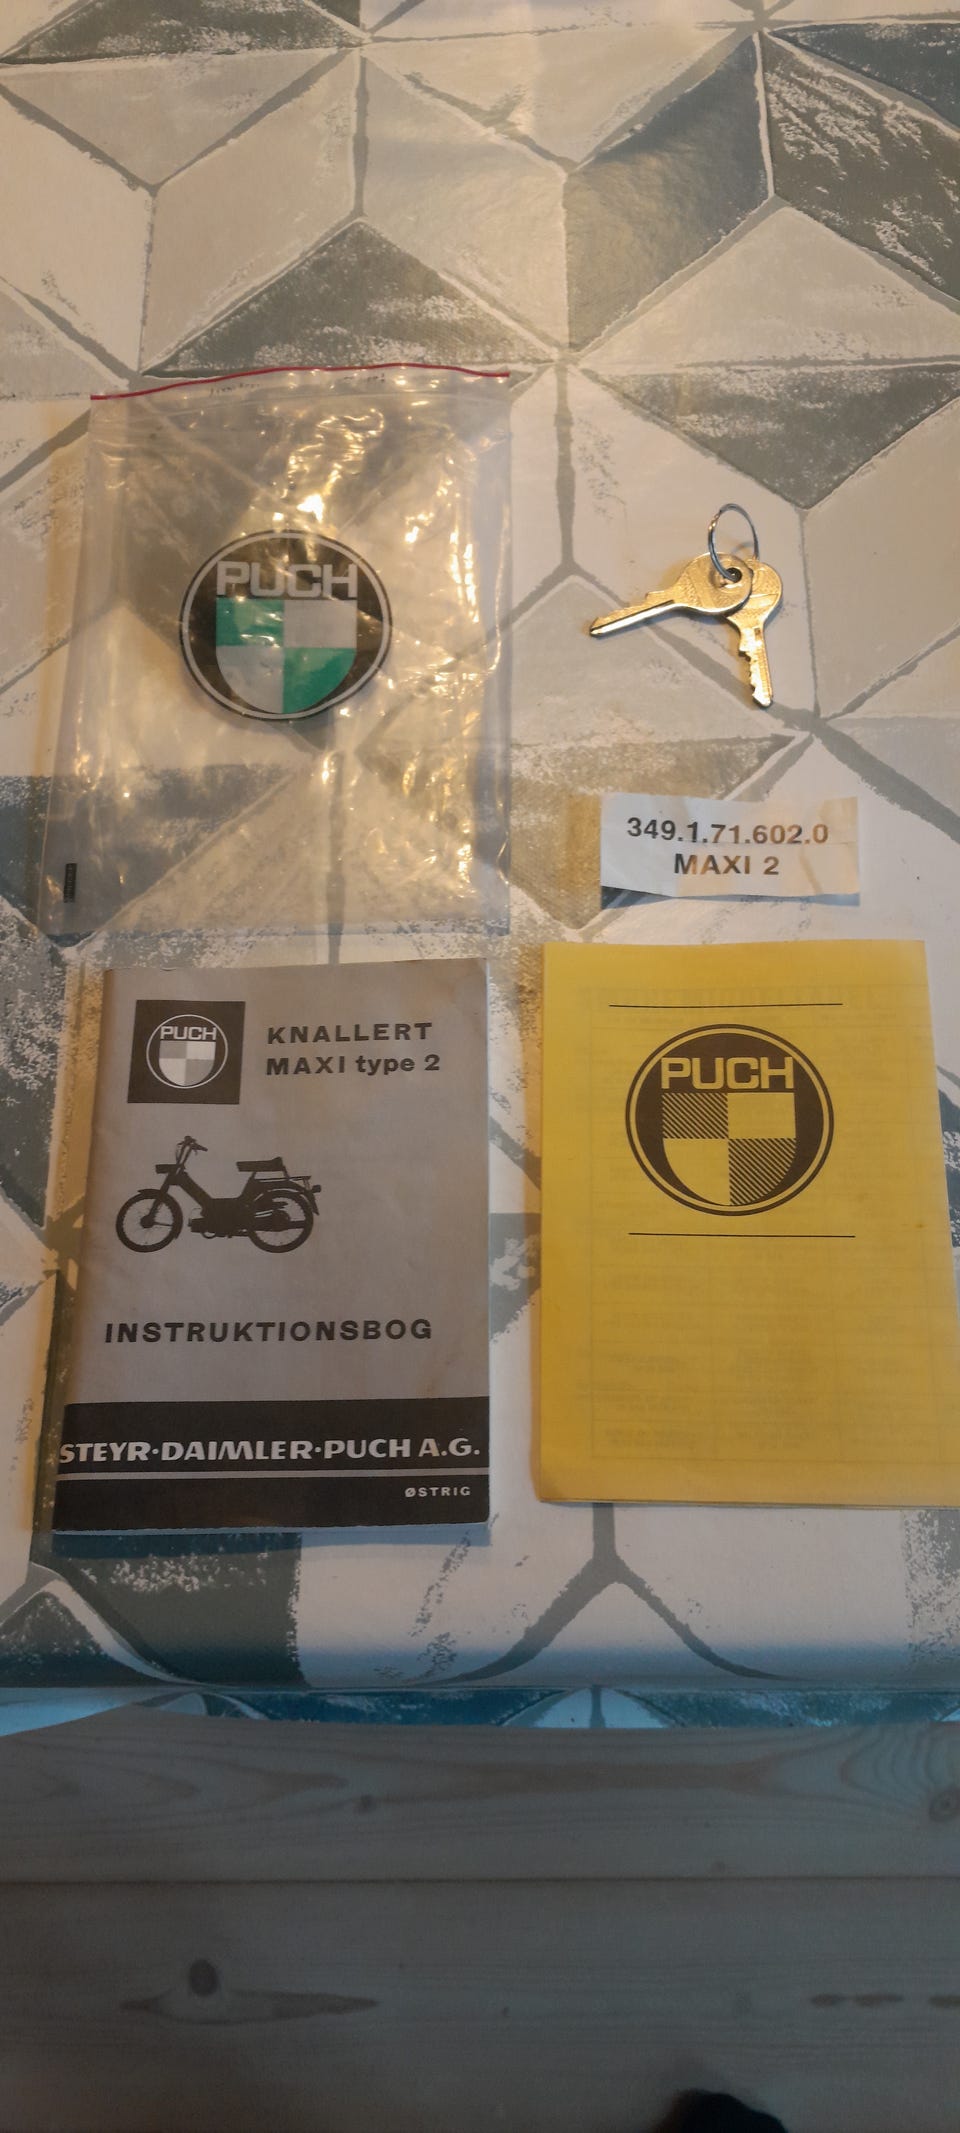 PUCH
349.1.71.602.0
MAXI 2
PUCH
KNALLERT
MAXI type 2
INSTRUKTIONSBOG
STEYR·DAIMLER·PUCH A.G.
ØSTRIG
PUCH